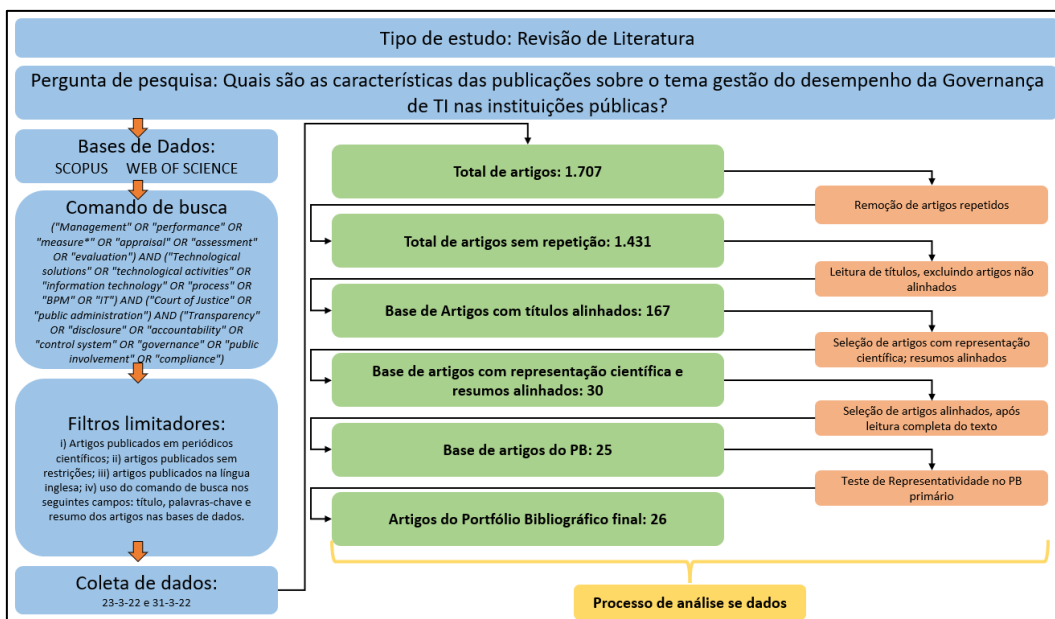 Tipo de estudo: Revisão de Literatura
Pergunta de pesquisa: Quais são as características das publicações sobre o tema gestão do desempenho da Governança
de TI nas instituições públicas?
Bases de Dados:
SCOPUS WEB OF SCIENCE
Comando de busca
("Management" OR "performance" OR
"measure*" OR "appraisal" OR "assessment"
OR "evaluation") AND ("Technological
solutions" OR "technological activities" OR
"information technology" OR "process" OR
"BPM" OR "IT") AND ("Court of Justice" OR
"public administration") AND ("Transparency"
OR "disclosure" OR "accountability" OR
"control system" OR "governance" OR "public
involvement" OR "compliance")
Filtros limitadores:
i) Artigos publicados em periódicos
científicos; ii) artigos publicados sem
restrições; iii) artigos publicados na língua
inglesa; iv) uso do comando de busca nos
seguintes campos: título, palavras-chave e
resumo dos artigos nas bases de dados.
Coleta de dados:
23-3-22 e 31-3-22
Total de artigos: 1.707
Remoção de artigos repetidos
Total de artigos sem repetição: 1.431
Leitura de títulos, excluindo artigos não
alinhados
Base de Artigos com títulos alinhados: 167
Seleção de artigos com representação
científica; resumos alinhados
Base de artigos com representação científica e
resumos alinhados: 30
Seleção de artigos alinhados, após
leitura completa do texto
Base de artigos do PB: 25
Teste de Representatividade no PB
primário
Artigos do Portfólio Bibliográfico final: 26
Processo de análise se dados